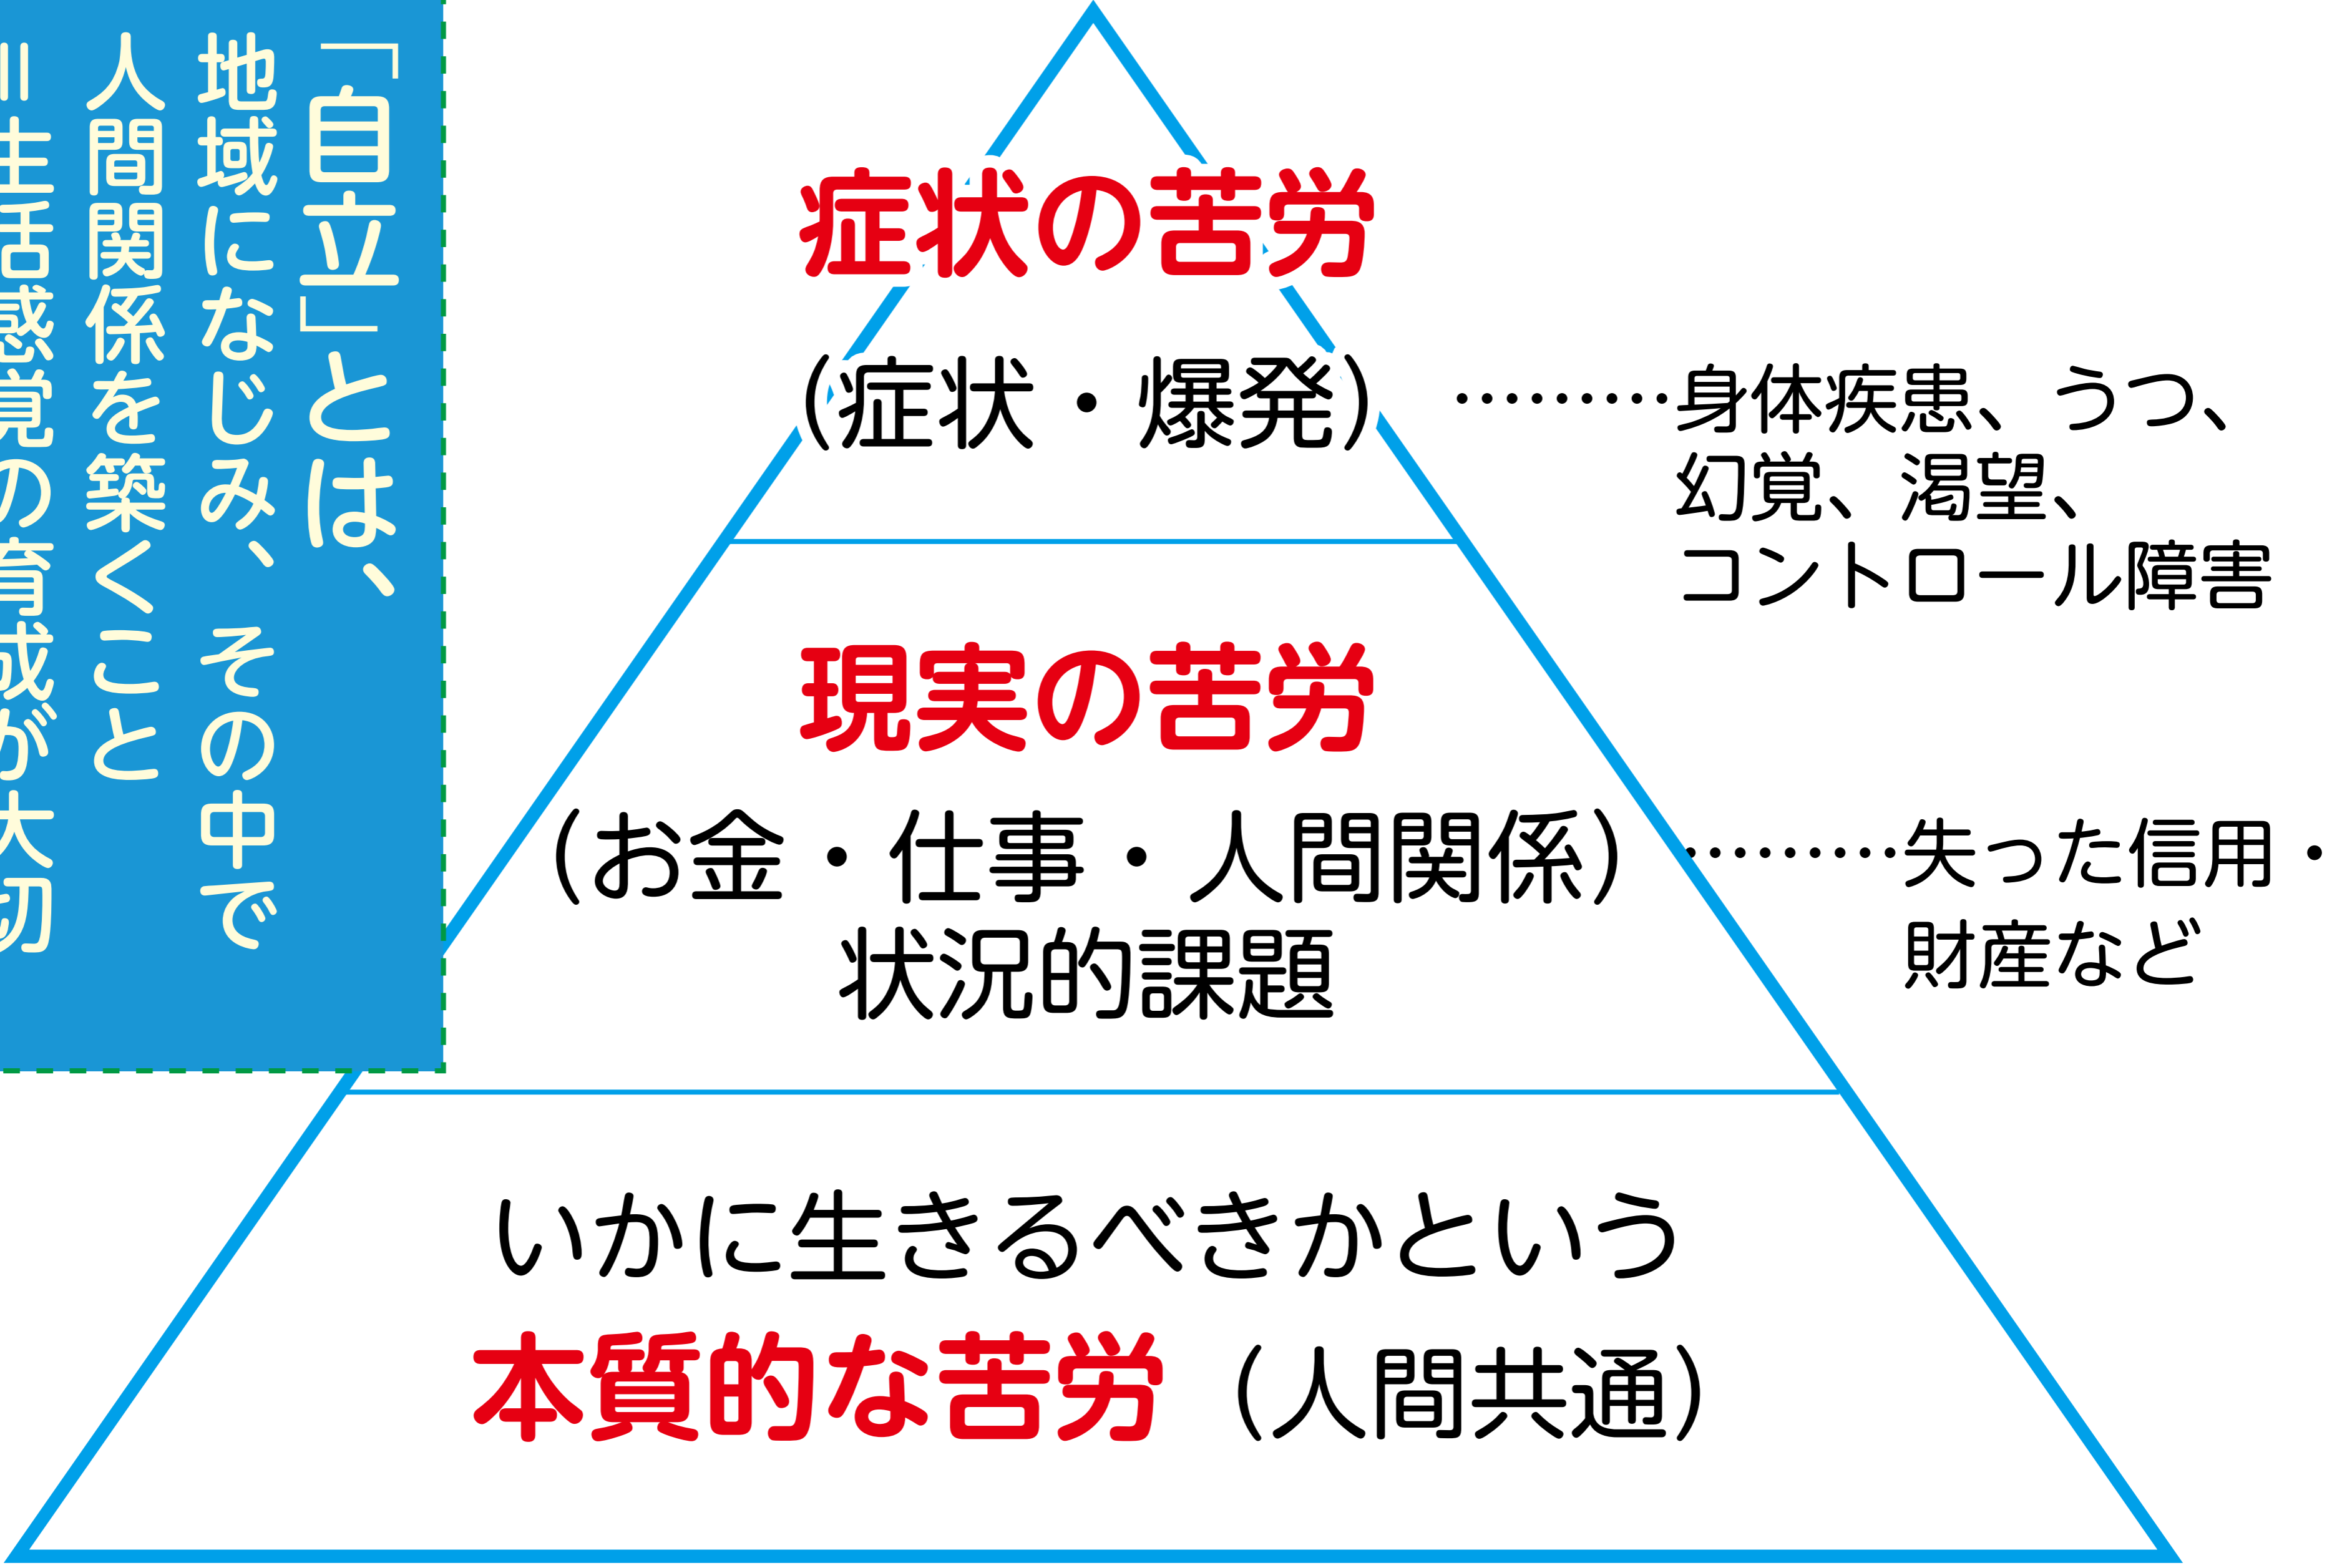 「自立」とは、
地域になじみ、その中で
人間関係を築くこと
＝生活感覚の育成が大切
症状の苦労
(症状・爆発)
………身体疾患、うつ、
幻覚、渇望、
コントロール障害
現実の苦労
(お金・仕事・人間関係)
………失った信用・
財産など
状況的課題
いかに生きるべきかという
本質的な苦労 (人間共通)